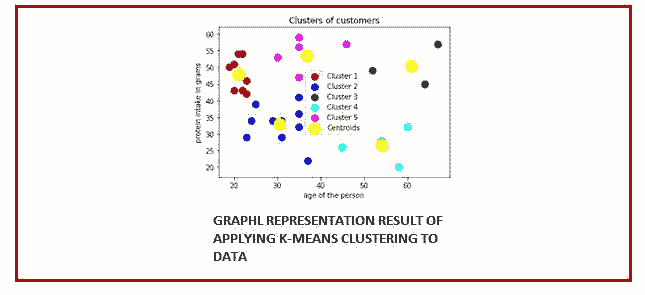 Clusters of customers
60
55
50
45
40
35
30
25
20
protein intake in grams
Cluster 1
Cluster 2
Cluster 3
Cluster 4
Cluster 5
Centroids
20 30 40 50 60
age of the person
GRAPHL REPRESENTATION RESULT OF
APPLYING K-MEANS CLUSTERING TO
DATA